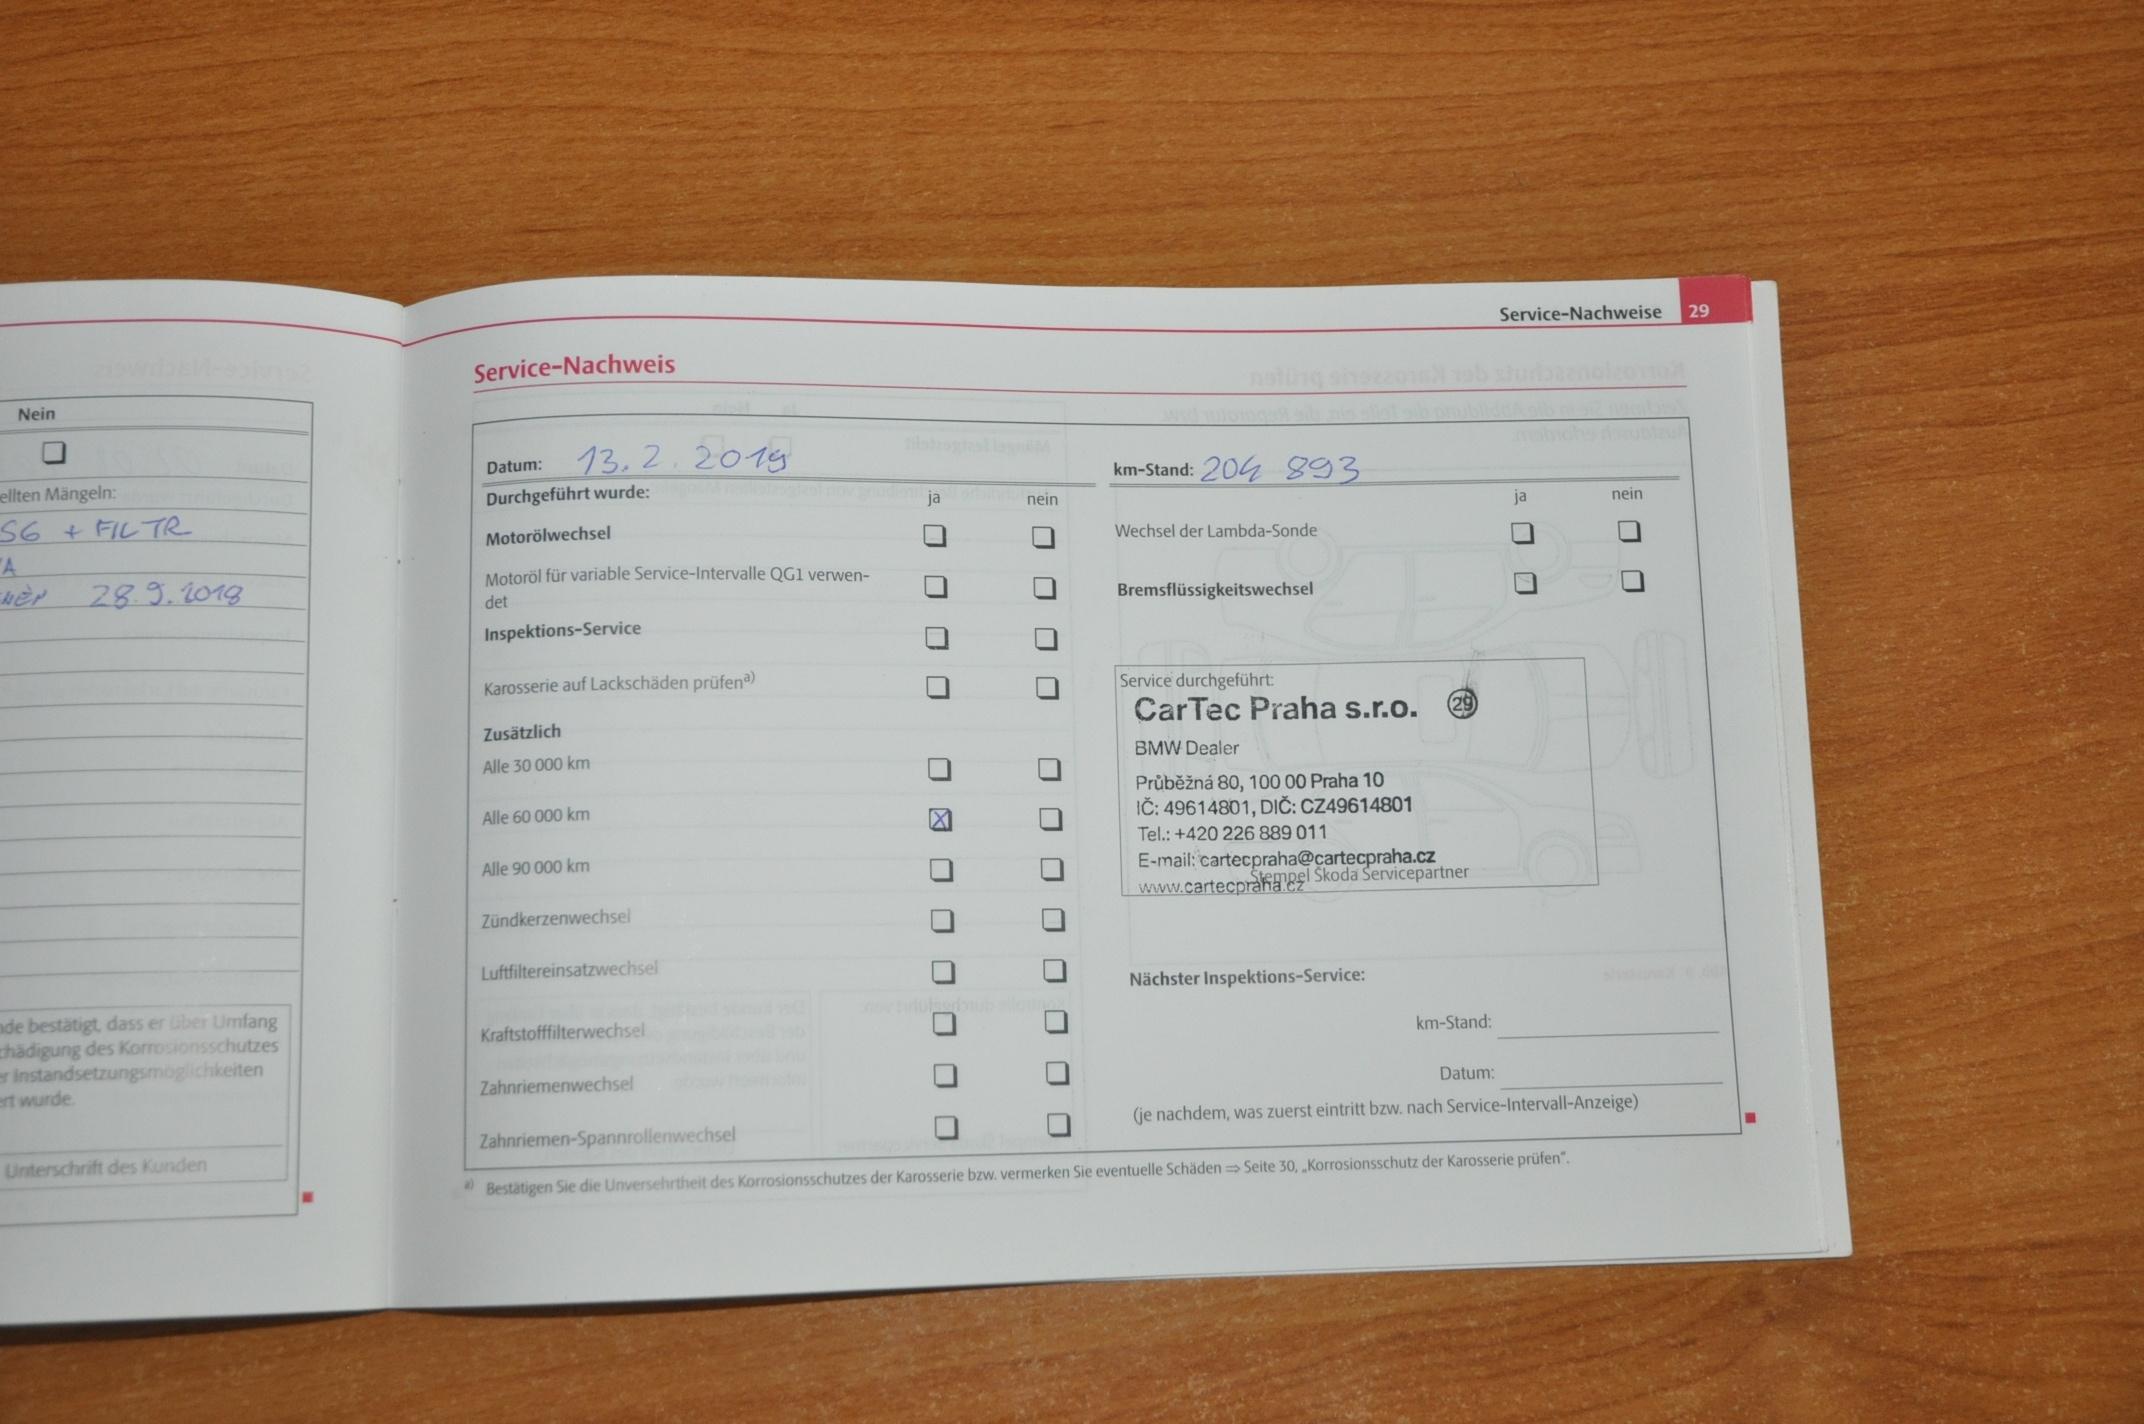 Nein
ellten Mängeln:
SG + FILTR
28.9.2018
de bestätigt, dass er über Umfang
chädigung des Korrosionsschutzes
er Instandsetzungsmöglichkeiten
ert wurde.
Unterschrift des Kunden
Service-Nachweise 29
Service-Nachweis
Datum: 13.2.2019
Durchgeführt wurde: ja nein
Motorölwechsel
Motoröl für variable Service-Intervalle QG1 verwen-
det
Inspektions-Service
Karosserie auf Lackschäden prüfen a)
Zusätzlich
Alle 30 000 km
Alle 60 000 km X
Alle 90 000 km
Zündkerzenwechsel
Luftfiltereinsatzwechsel
Kraftstofffilterwechsel
Zahnriemenwechsel
Zahnriemen-Spannrollenwechsel
km-Stand: 204 893
ja nein
Wechsel der Lambda-Sonde
Bremsflüssigkeitswechsel
Service durchgeführt:
CarTec Praha s.r.o. 29
BMW Dealer
Průběžná 80, 100 00 Praha 10
IČ: 49614801, DIČ: CZ49614801
Tel.: +420 226 889 011
E-mail: cartecpraha@cartecpraha.cz
Stempel Škoda Servicepartner
www.cartecpraha.cz
Nächster Inspektions-Service:
km-Stand:
Datum:
(je nachdem, was zuerst eintritt bzw. nach Service-Intervall-Anzeige)
a) Bestätigen Sie die Unversehrtheit des Korrosionsschutzes der Karosserie bzw. vermerken Sie eventuelle Schäden ⇒ Seite 30, „Korrosionsschutz der Karosserie prüfen“.